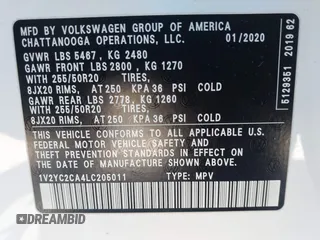 MFD BY VOLKSWAGEN GROUP OF AMERICA
CHATTANOOGA OPERATIONS, LLC. 01/2020
GVWR LBS 5467, KG 2480
GAWR FRONT LBS 2800, KG 1270
WITH 255/50R20 TIRES,
8JX20 RIMS, AT 250 KPA 36 PSI COLD
GAWR REAR LBS 2778, KG 1260
WITH 255/50R20 TIRES,
8JX20 RIMS, AT 250 KPA 36 PSI COLD
THIS VEHICLE CONFORMS TO ALL APPLICABLE U.S.
FEDERAL MOTOR VEHICLE SAFETY AND THEFT
PREVENTION STANDARDS IN EFFECT ON THE DATE
OF MANUFACTURE SHOWN ABOVE.
1V2YC2CA4LC205011 TYPE: MPV
5129351 2019 62
AUTOBIDCAR